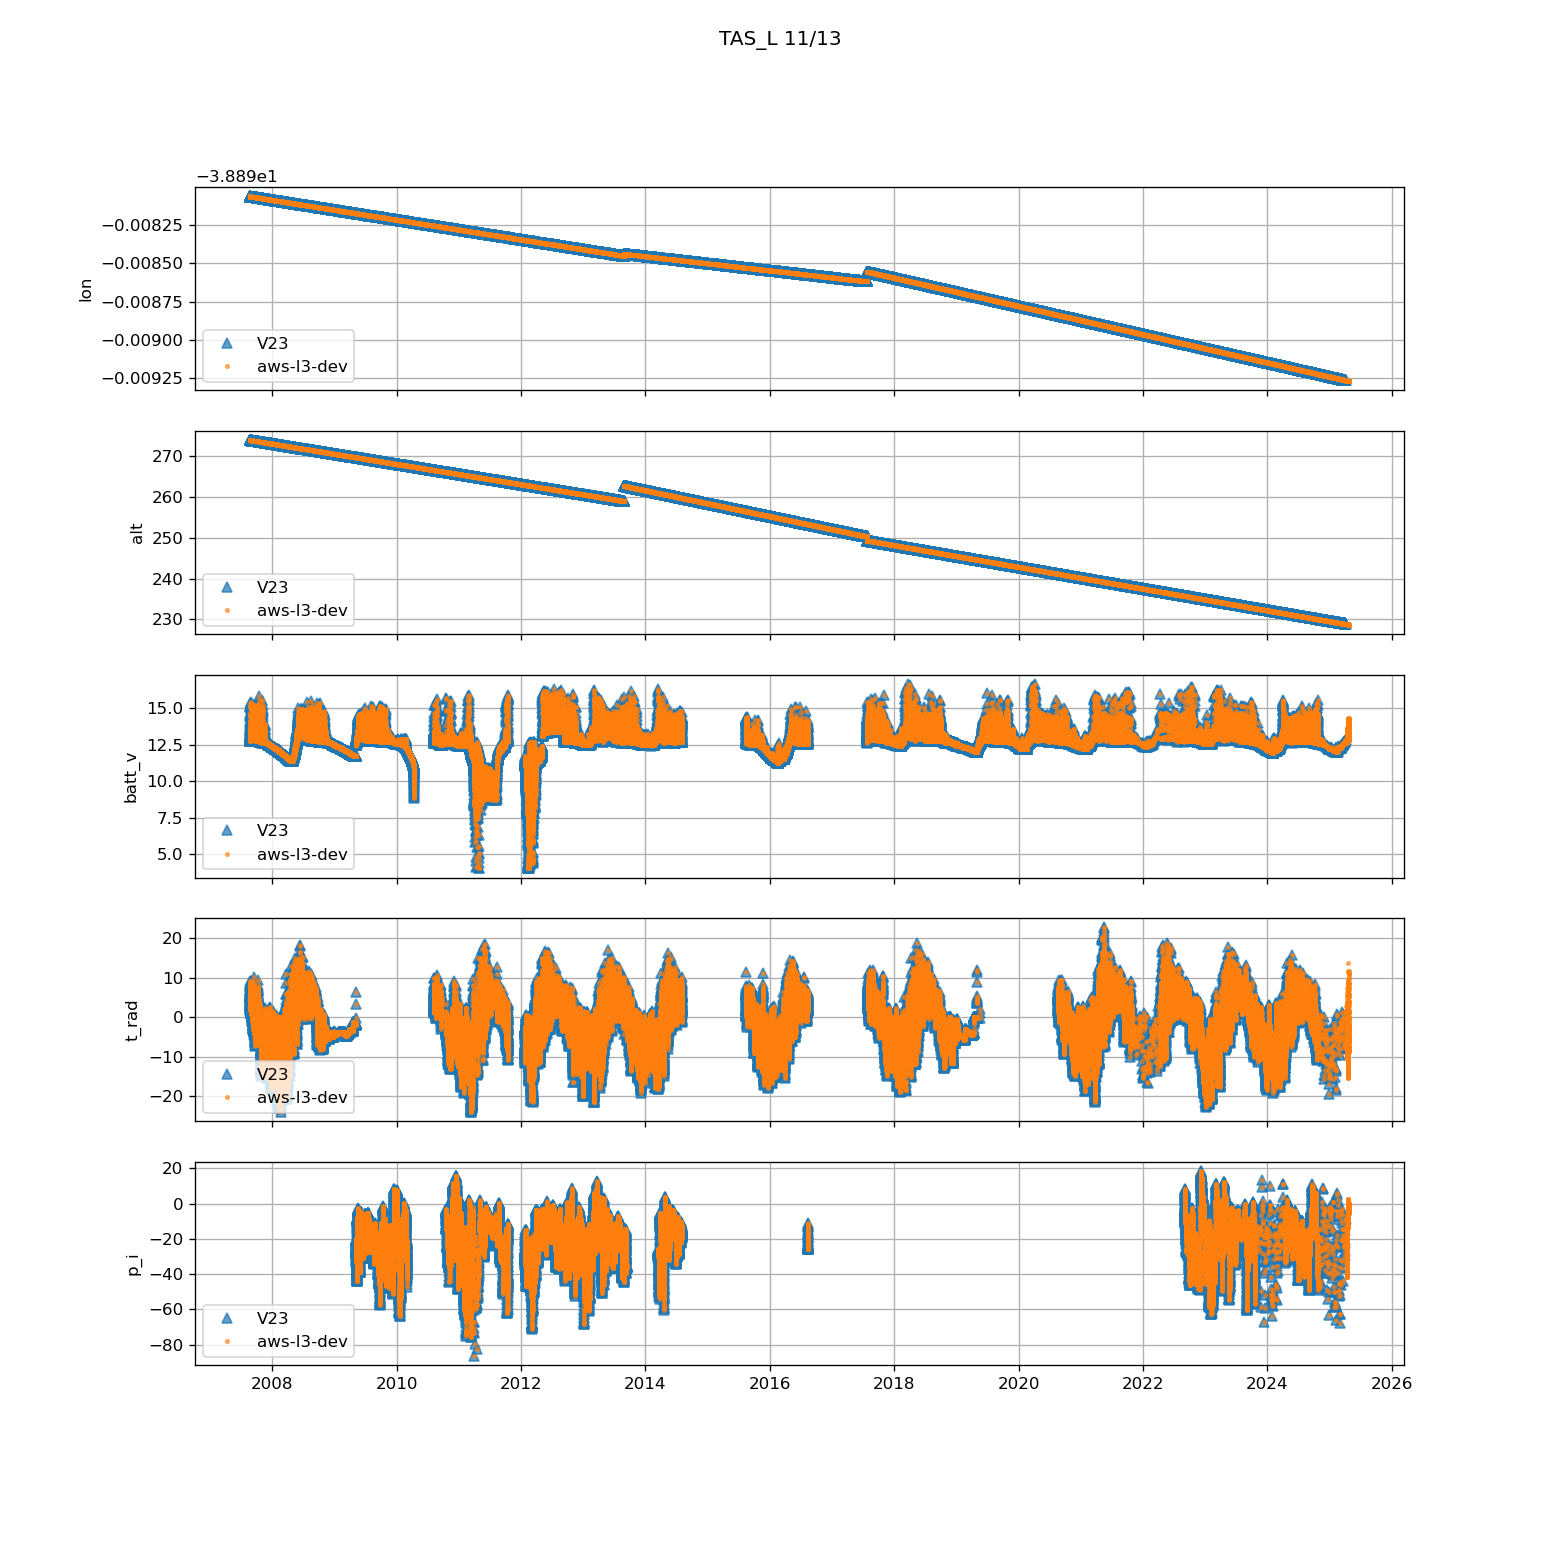 TAS_L 11/13
−3.889e1
−0.00825
−0.00850
−0.00875
−0.00900
−0.00925
lon
V23
aws-l3-dev
270
260
250
240
230
alt
V23
aws-l3-dev
15.0
12.5
10.0
7.5
5.0
batt_v
V23
aws-l3-dev
20
10
0
−10
−20
t_rad
V23
aws-l3-dev
20
0
−20
−40
−60
−80
p_i
V23
aws-l3-dev
2008 2010 2012 2014 2016 2018 2020 2022 2024 2026